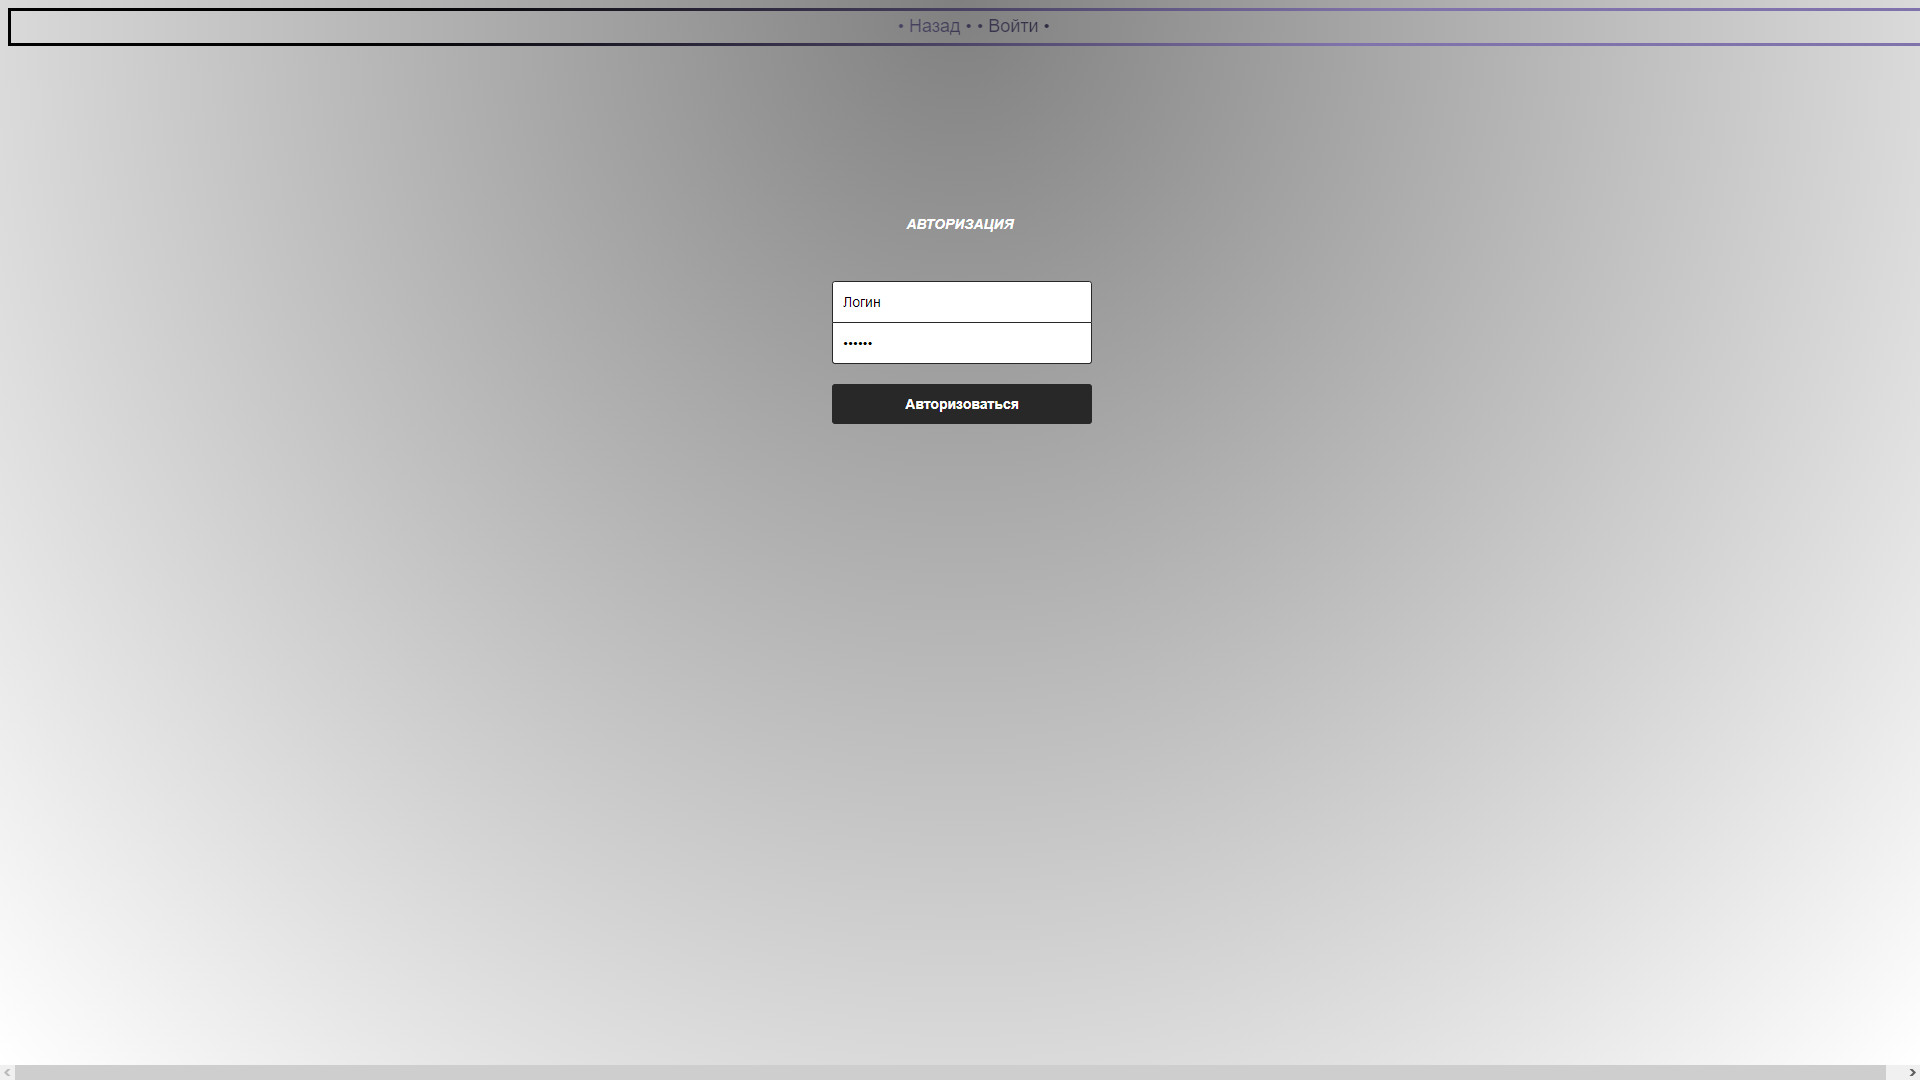 • Назад • • Войти •
АВТОРИЗАЦИЯ
Логин
••••••
Авторизоваться